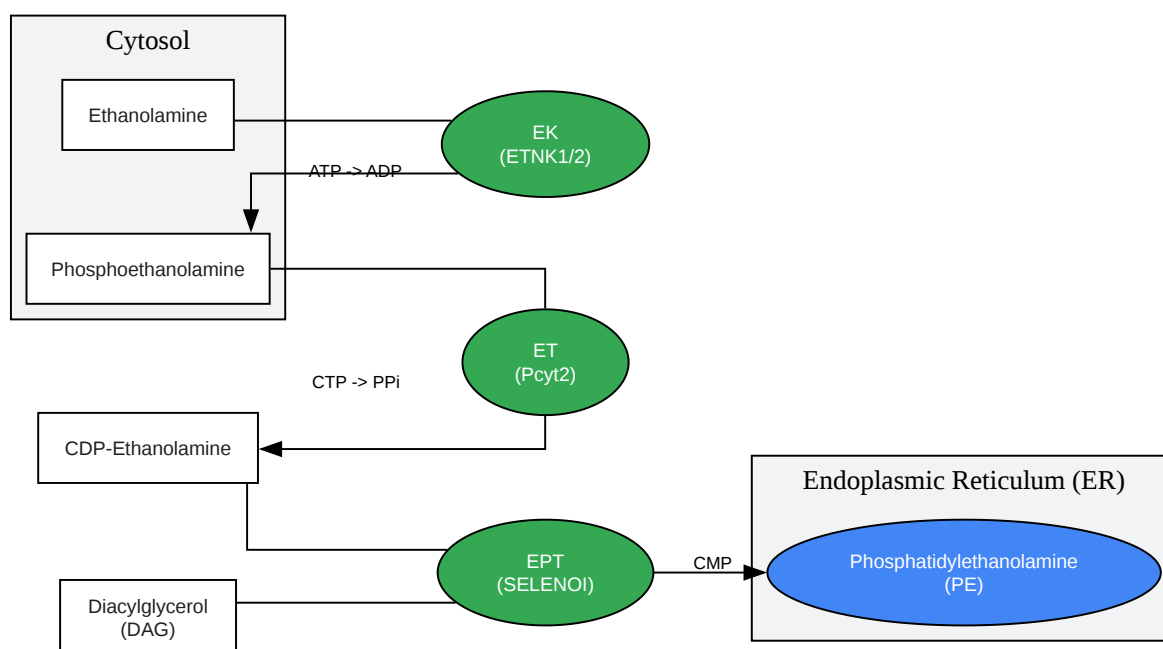 Cytosol
Ethanolamine
EK
(ETNK1/2)
ATP -> ADP
Phosphoethanolamine
ET
(Pcyt2)
CTP -> PPi
CDP-Ethanolamine
Endoplasmic Reticulum (ER)
EPT
(SELENOI)
CMP
Phosphatidylethanolamine
(PE)
Diacylglycerol
(DAG)